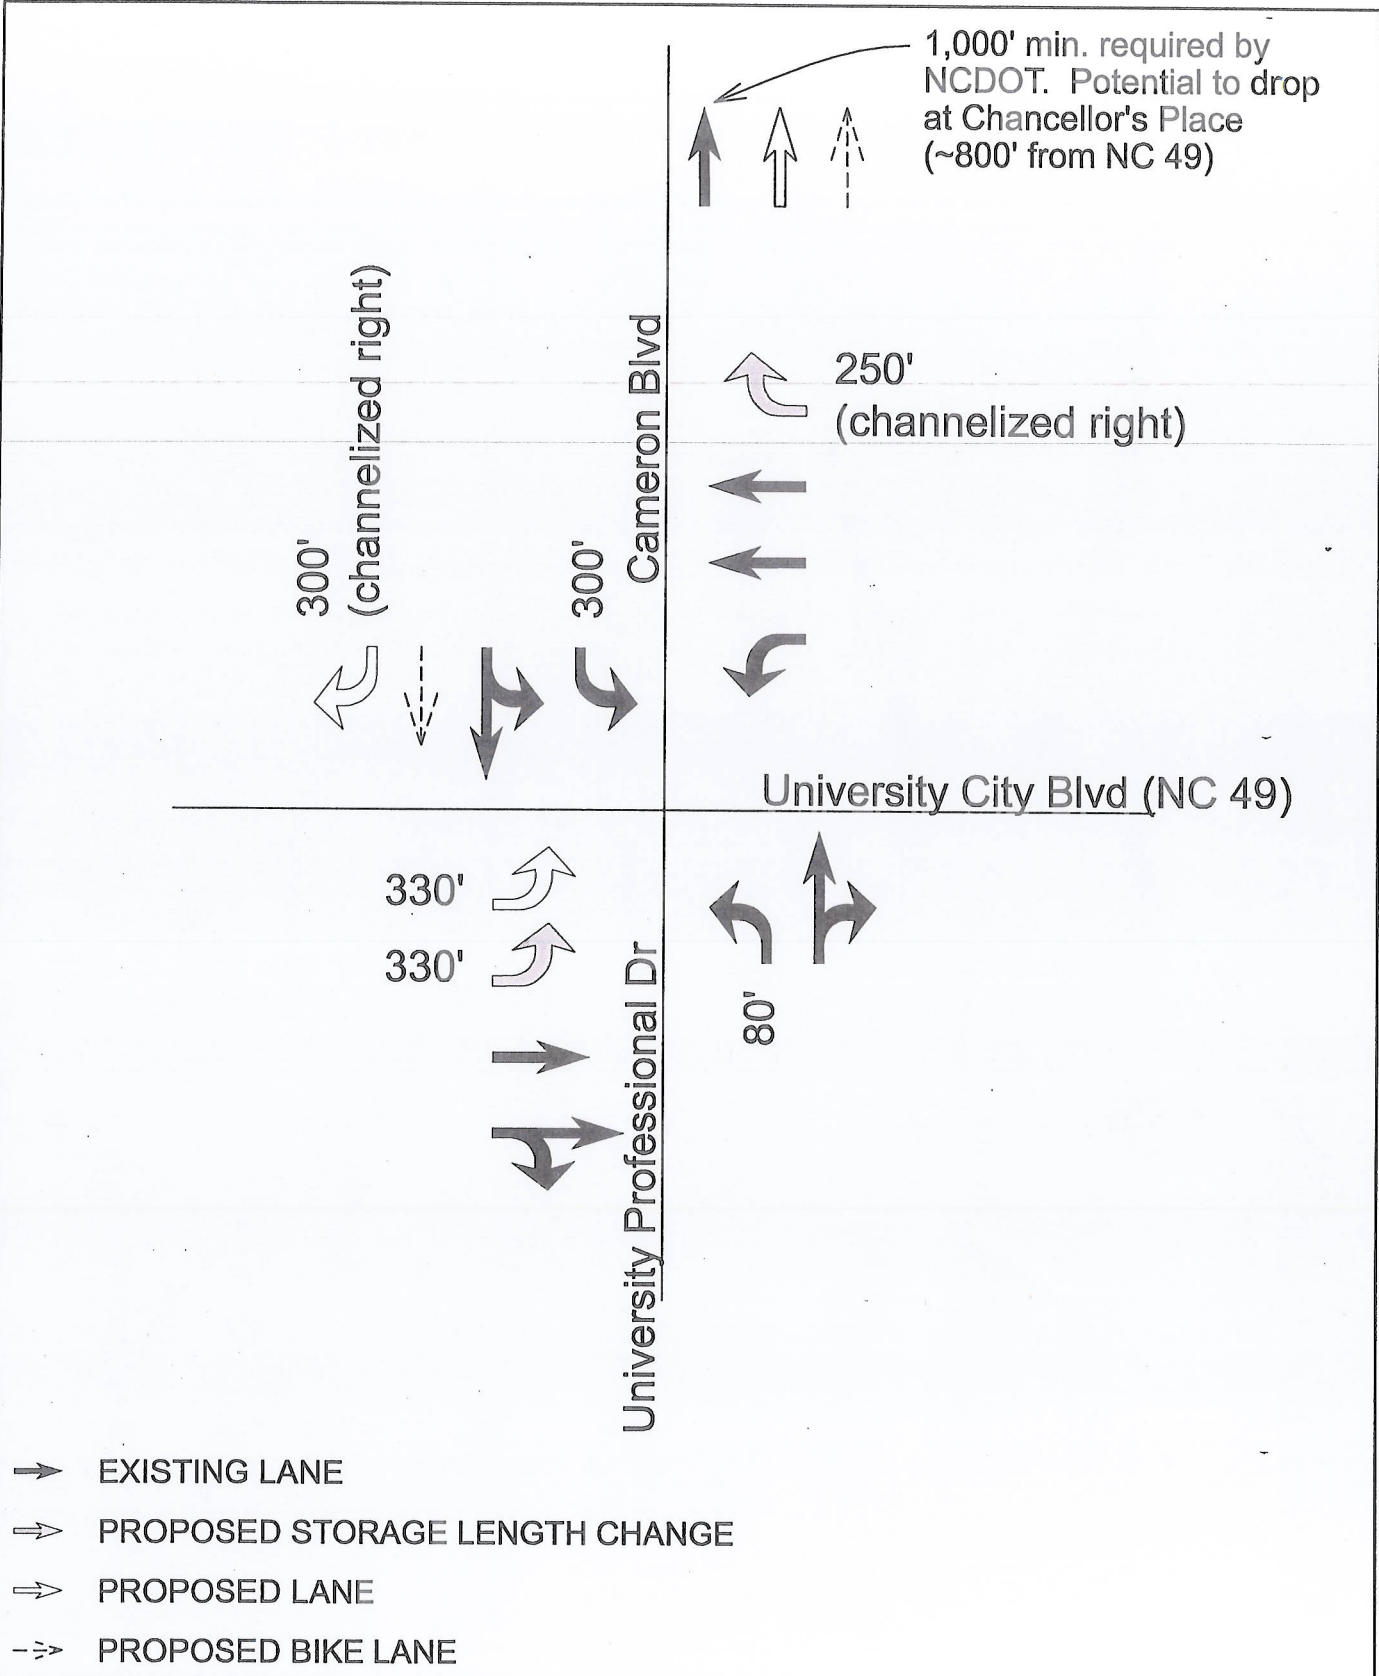 1,000' min. required by
NCDOT. Potential to drop
at Chancellor's Place
(~800' from NC 49)
300'
(channelized right)
300'
Cameron Blvd
250'
(channelized right)
University City Blvd (NC 49)
330'
330'
University Professional Dr
80'
EXISTING LANE
PROPOSED STORAGE LENGTH CHANGE
PROPOSED LANE
PROPOSED BIKE LANE